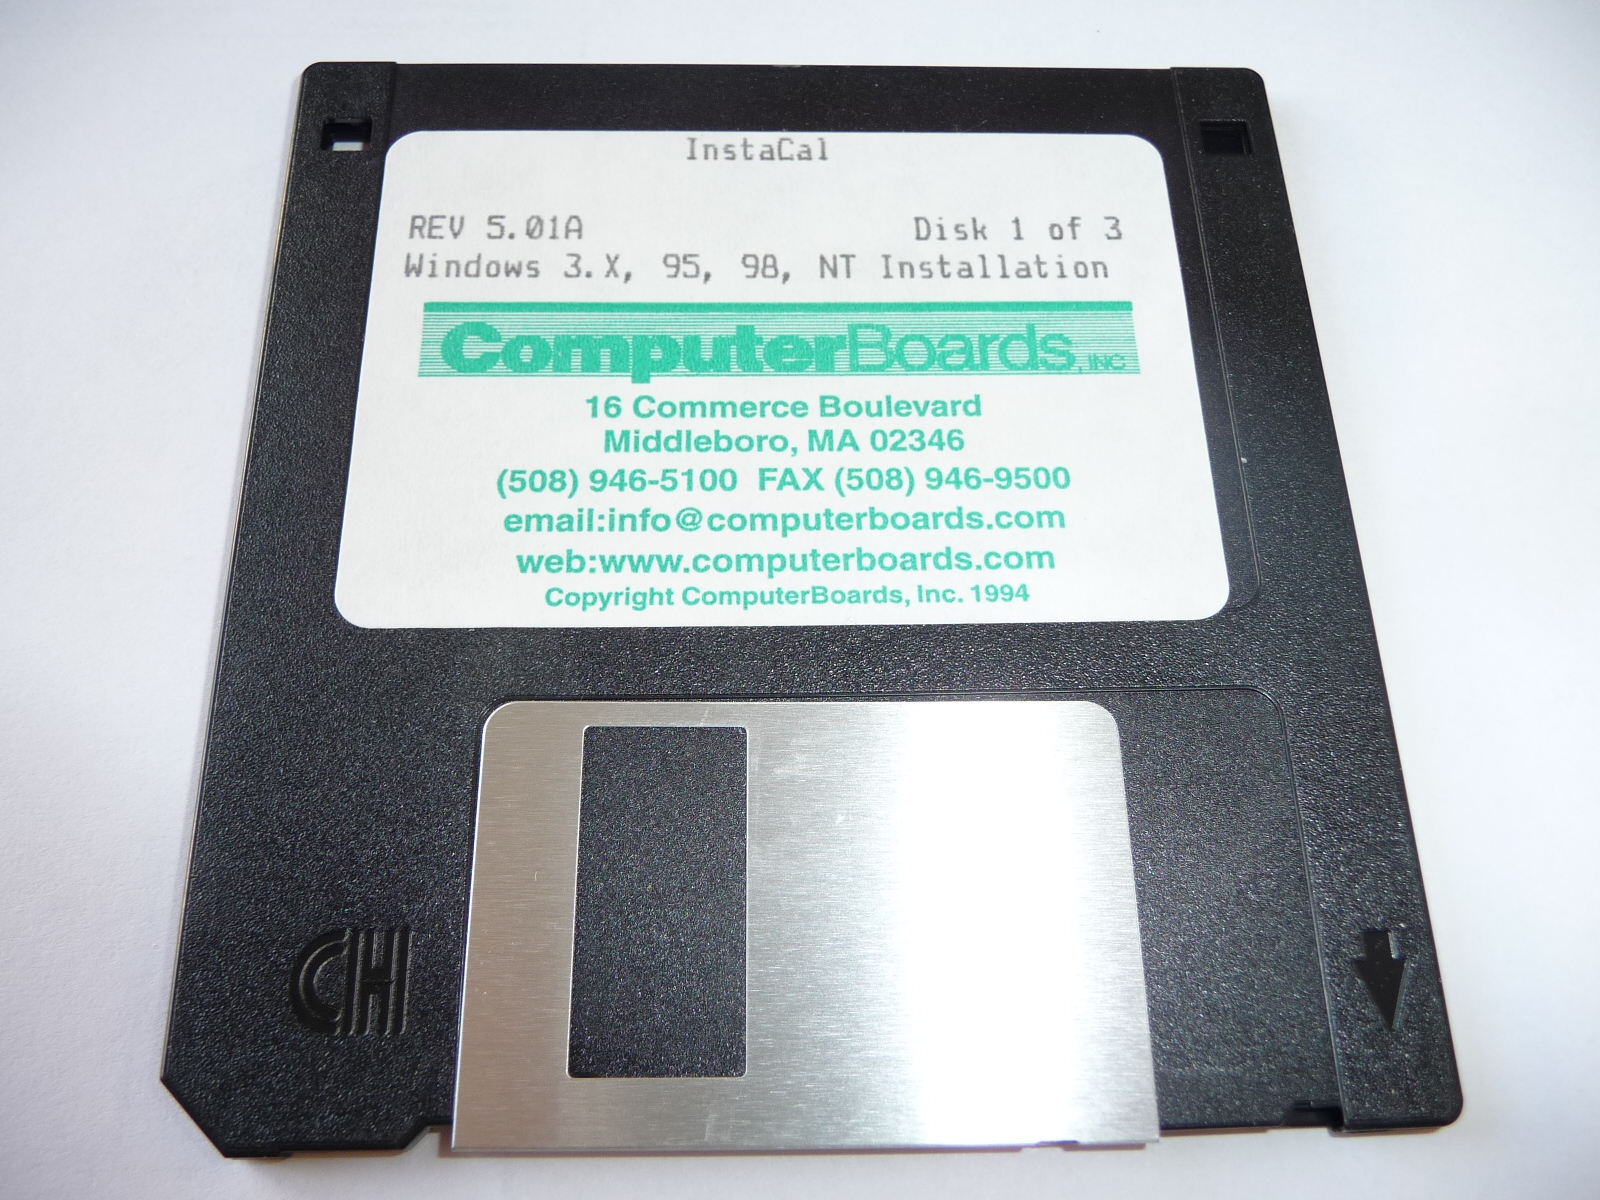 InstaCal
REV 5.01A Disk 1 of 3
Windows 3.X, 95, 98, NT Installation
ComputerBoards, INC
16 Commerce Boulevard
Middleboro, MA 02346
(508) 946-5100 FAX (508) 946-9500
email:info@computerboards.com
web:www.computerboards.com
Copyright ComputerBoards, Inc. 1994
CH